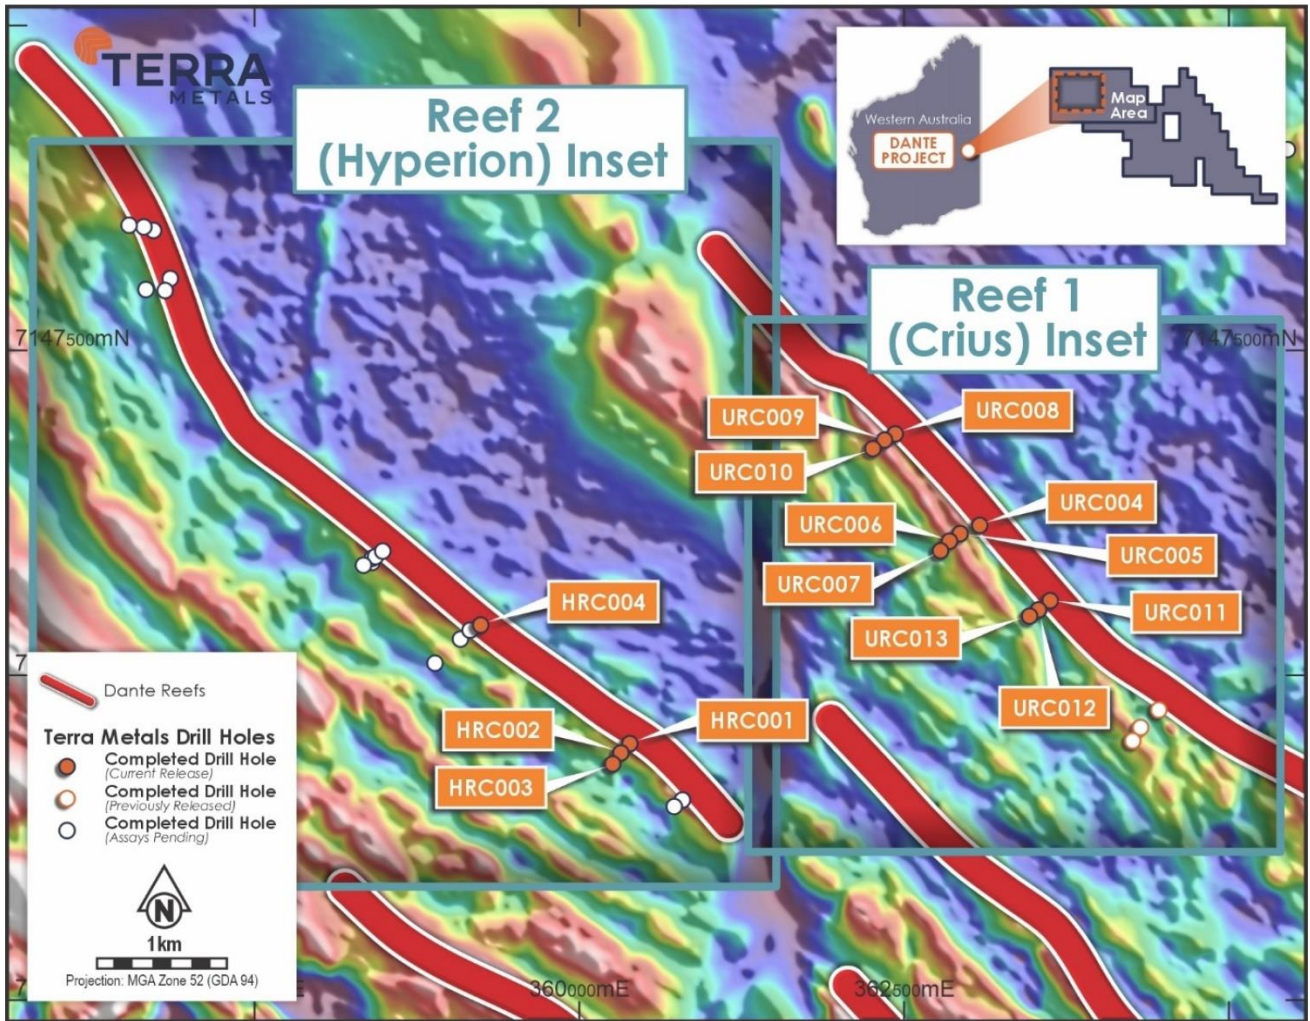 TERRA
METALS
Reef 2
(Hyperion) Inset
Western Australia
DANTE
PROJECT
Map
Area
Reef 1
(Crius) Inset
7147500mN
7147500mN
URC009
URC008
URC010
URC004
URC006
URC005
URC007
HRC004
URC011
URC013
URC012
HRC002
HRC001
HRC003
Dante Reefs
Terra Metals Drill Holes
Completed Drill Hole
(Current Release)
Completed Drill Hole
(Previously Released)
Completed Drill Hole
(Assays Pending)
N
1km
Projection: MGA Zone 52 (GDA 94)
360000mE
362500mE